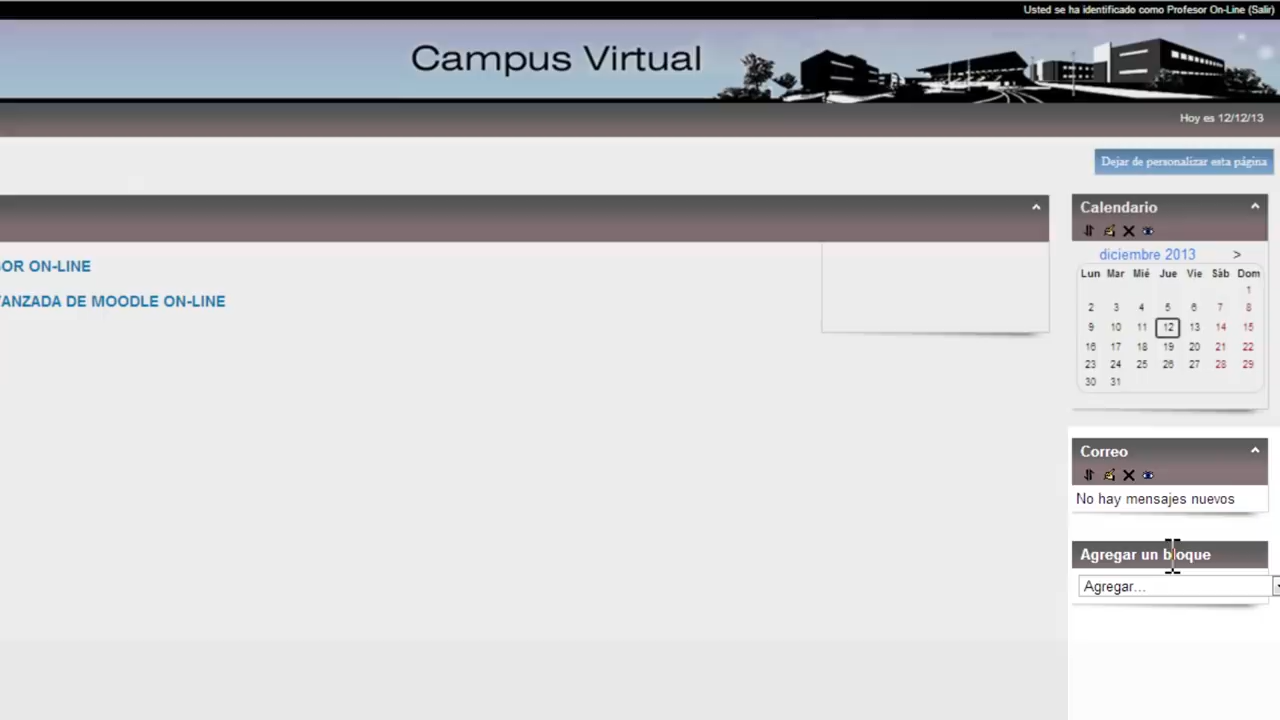 Usted se ha identificado como Profesor On-Line (Salir)
Campus Virtual
Hoy es 12/12/13
Dejar de personalizar esta página
OR ON-LINE
ANZADA DE MOODLE ON-LINE
Calendario
diciembre 2013 >
Lun Mar Mié Jue Vie Sáb Dom
1
2 3 4 5 6 7 8
9 10 11 12 13 14 15
16 17 18 19 20 21 22
23 24 25 26 27 28 29
30 31
Correo
No hay mensajes nuevos
Agregar un bloque
Agregar...